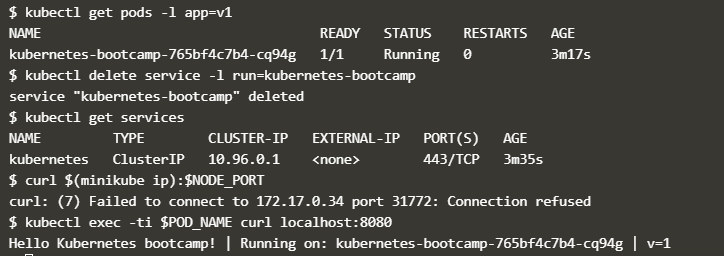 $ kubectl get pods -l app=v1
NAME                                  READY   STATUS    RESTARTS   AGE
kubernetes-bootcamp-765bf4c7b4-cq94g   1/1     Running   0          3m17s
$ kubectl delete service -l run=kubernetes-bootcamp
service "kubernetes-bootcamp" deleted
$ kubectl get services
NAME         TYPE        CLUSTER-IP   EXTERNAL-IP   PORT(S)   AGE
kubernetes   ClusterIP   10.96.0.1    <none>        443/TCP   3m35s
$ curl $(minikube ip):$NODE_PORT
curl: (7) Failed to connect to 172.17.0.34 port 31772: Connection refused
$ kubectl exec -ti $POD_NAME curl localhost:8080
Hello Kubernetes bootcamp! | Running on: kubernetes-bootcamp-765bf4c7b4-cq94g | v=1